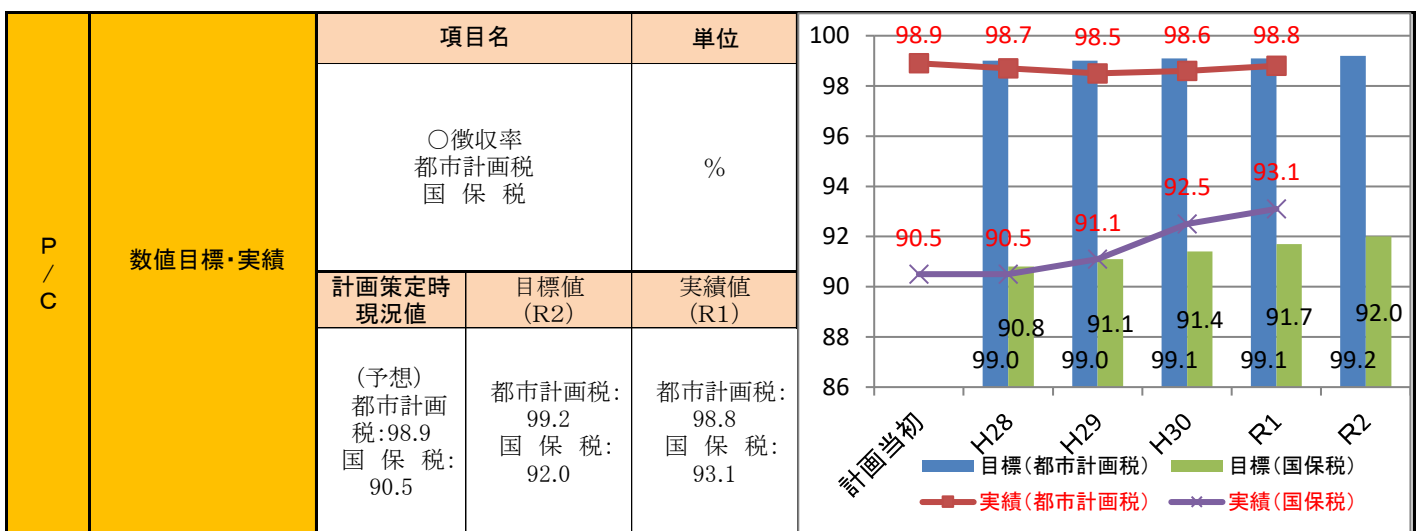 P
/
C
数値目標・実績
項目名
単位
○徴収率
都市計画税
国 保 税
%
計画策定時
現況値
目標値
(R2)
実績値
(R1)
(予想)
都市計画
税:98.9
国 保 税:
90.5
都市計画税:
99.2
国 保 税:
92.0
都市計画税:
98.8
国 保 税:
93.1
100
98
96
94
92
90
88
86
98.9 98.7 98.5 98.6 98.8
90.5 90.5 91.1 92.5 93.1
90.8 91.1 91.4 91.7 92.0
99.0 99.0 99.1 99.1 99.2
計画当初 H28 H29 H30 R1 R2
目標(都市計画税) 目標(国保税)
実績(都市計画税) 実績(国保税)